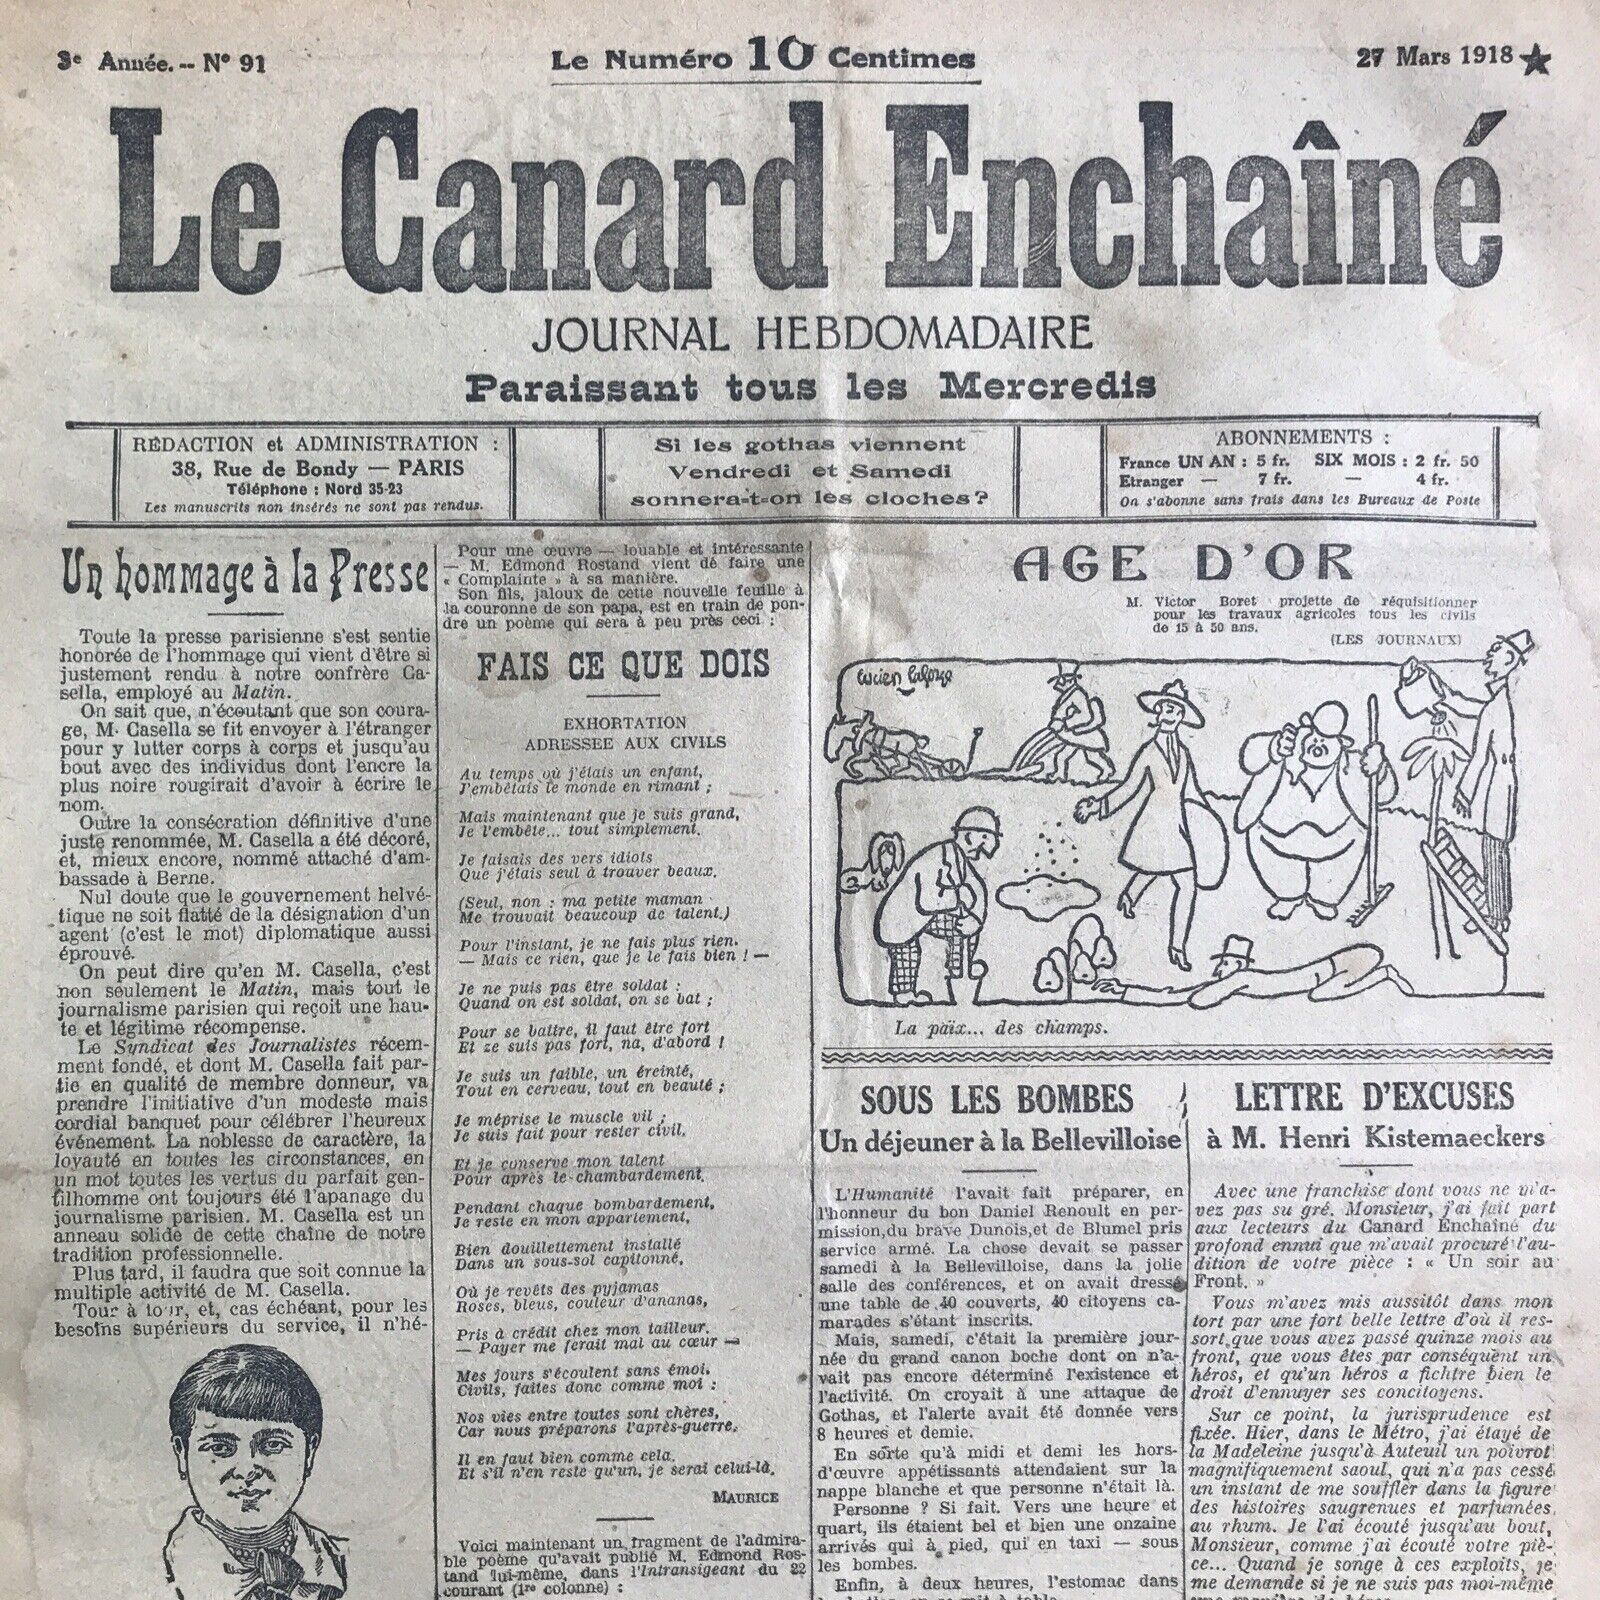 3e Année. -- N° 91
Le Numéro 10 Centimes
27 Mars 1918
Le Canard Enchaîné
JOURNAL HEBDOMADAIRE
Paraissant tous les Mercredis
RÉDACTION et ADMINISTRATION :
38, Rue de Bondy — PARIS
Téléphone : Nord 35-23
Les manuscrits non insérés ne sont pas rendus.
Si les gothas viennent
Vendredi et Samedi
sonnera-t-on les cloches ?
ABONNEMENTS :
France UN AN : 5 fr. SIX MOIS : 2 fr. 50
Etranger — 7 fr. — 4 fr.
On s'abonne sans frais dans les Bureaux de Poste
Un hommage à la Presse
Toute la presse parisienne s'est sentie
honorée de l'hommage qui vient d'être si
justement rendu à notre confrère Ca-
sella, employé au Matin.
On sait que, n'écoutant que son coura-
ge, M. Casella se fit envoyer à l'étranger
pour y lutter corps à corps et jusqu'au
bout avec des individus dont l'encre la
plus noire rougirait d'avoir à écrire le
nom.
Outre la consécration définitive d'une
juste renommée, M. Casella a été décoré,
et, mieux encore, nommé attaché d'am-
bassade à Berne.
Nul doute que le gouvernement helvé-
tique ne soit flatté de la désignation d'un
agent (c'est le mot) diplomatique aussi
éprouvé.
On peut dire qu'en M. Casella, c'est
non seulement le Matin, mais tout le
journalisme parisien qui reçoit une hau-
te et légitime récompense.
Le Syndicat des Journalistes récem-
ment fondé, et dont M. Casella fait par-
tie en qualité de membre donneur, va
prendre l'initiative d'un modeste mais
cordial banquet pour célébrer l'heureux
événement. La noblesse de caractère, la
loyauté en toutes les circonstances, en
un mot toutes les vertus du parfait gen-
tilhomme ont toujours été l'apanage du
journalisme parisien. M. Casella est un
anneau solide de cette chaîne de notre
tradition professionnelle.
Plus tard, il faudra que soit connue la
multiple activité de M. Casella.
Tour à tour, et, cas échéant, pour les
besoins supérieurs du service, il n'hé-
Pour une œuvre — louable et intéressante
— M. Edmond Rostand vient de faire une
« Complainte » à sa manière.
Son fils, jaloux de cette nouvelle feuille à
la couronne de son papa, est en train de pon-
dre un poème qui sera à peu près ceci :
FAIS CE QUE DOIS
EXHORTATION
ADRESSEE AUX CIVILS
Au temps où j'étais un enfant,
J'embêtais le monde en rimant ;
Mais maintenant que je suis grand,
Je l'embête... tout simplement.
Je faisais des vers idiots
Que j'étais seul à trouver beaux.
(Seul, non : ma petite maman
Me trouvait beaucoup de talent.)
Pour l'instant, je ne fais plus rien.
— Mais ce rien, que je le fais bien ! —
Je ne puis pas être soldat :
Quand on est soldat, on se bat ;
Pour se battre, il faut être fort
Et ze suis pas fort, na, d'abord !
Je suis un faible, un éreinté,
Tout en cerveau, tout en beauté ;
Je méprise le muscle vil ;
Je suis fait pour rester civil.
Et je conserve mon talent
Pour après le chambardement.
Pendant chaque bombardement,
Je reste en mon appartement,
Bien douillettement installé
Dans un sous-sol capitonné,
Où je revêts des pyjamas
Roses, bleus, couleur d'ananas,
Pris à crédit chez mon tailleur.
— Payer me ferait mal au cœur —
Mes jours s'écoulent sans émoi.
Civils, faites donc comme moi :
Nos vies entre toutes sont chères,
Car nous préparons l'après-guerre.
Il en faut bien comme cela.
Et s'il n'en reste qu'un, je serai celui-là.
MAURICE
Voici maintenant un fragment de l'admira-
ble poème qu'avait publié M. Edmond Ros-
tand lui-même, dans l'Intransigeant du 22
courant (1re colonne) :
AGE D'OR
M. Victor Boret projette de réquisitionner
pour les travaux agricoles tous les civils
de 15 à 50 ans.
(LES JOURNAUX)
Lucien Laforge
La paix... des champs.
SOUS LES BOMBES
Un déjeuner à la Bellevilloise
L'Humanité l'avait fait préparer, en
l'honneur du bon Daniel Renoult en per-
mission, du brave Dunois, et de Blumel pris
service armé. La chose devait se passer
samedi à la Bellevilloise, dans la jolie
salle des conférences, et on avait dressé
une table de 40 couverts, 40 citoyens ca-
marades s'étant inscrits.
Mais, samedi, c'était la première jour-
née du grand canon boche dont on n'a-
vait pas encore déterminé l'existence et
l'activité. On croyait à une attaque de
Gothas, et l'alerte avait été donnée vers
8 heures et demie.
En sorte qu'à midi et demi les hors-
d'œuvre appétissants attendaient sur la
nappe blanche et que personne n'était là.
Personne ? Si fait. Vers une heure et
quart, ils étaient bel et bien une onzaine
arrivés qui à pied, qui en taxi — sous
les bombes.
Enfin, à deux heures, l'estomac dans
LETTRE D'EXCUSES
à M. Henri Kistemaeckers
Avec une franchise dont vous ne m'a-
vez pas su gré, Monsieur, j'ai fait part
aux lecteurs du Canard Enchaîné du
profond ennui que m'avait procuré l'au-
dition de votre pièce : « Un soir au
Front. »
Vous m'avez mis aussitôt dans mon
tort par une fort belle lettre d'où il res-
sort que vous avez passé quinze mois au
front, que vous êtes par conséquent un
héros, et qu'un héros a fichtre bien le
droit d'ennuyer ses concitoyens.
Sur ce point, la jurisprudence est
fixée. Hier, dans le Métro, j'ai étayé de
la Madeleine jusqu'à Auteuil un poivrot
magnifiquement saoul, qui n'a pas cessé
un instant de me souffler dans la figure
des histoires saugrenues et parfumées
au rhum. Je l'ai écouté jusqu'au bout,
Monsieur, comme j'ai écouté votre piè-
ce... Quand je songe à ces exploits, je
me demande si je ne suis pas moi-même